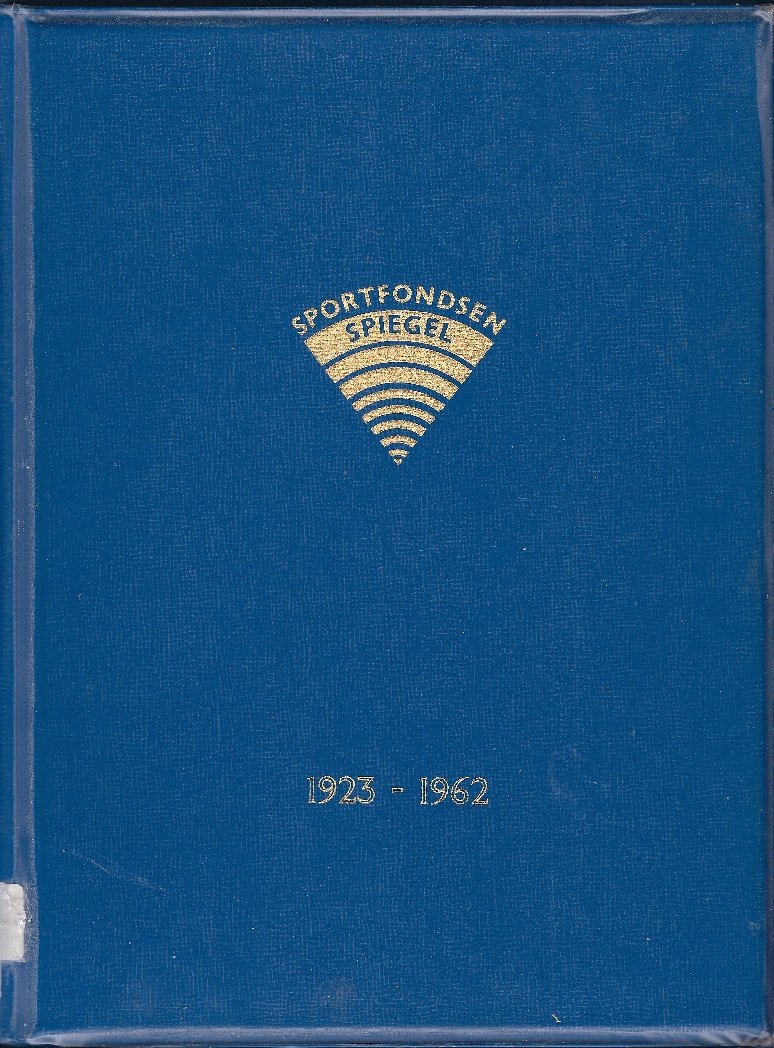 SPORTFONDSEN
SPIEGEL
1923 - 1962